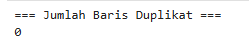 === Jumlah Baris Duplikat ===
0